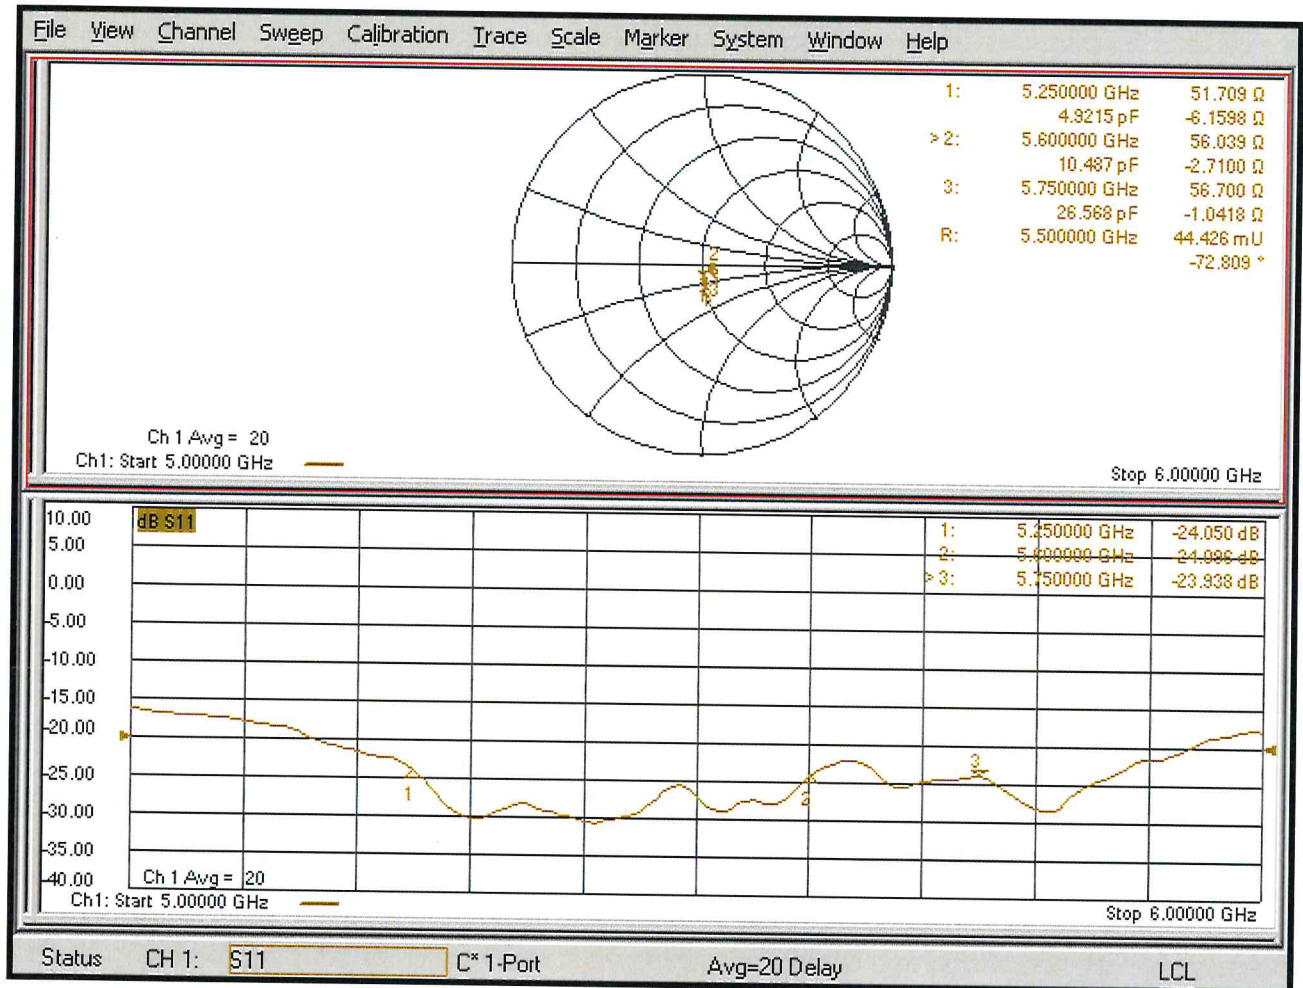 File View Channel Sweep Calibration Trace Scale Marker System Window Help
1: 5.250000 GHz 51.709 Ω
4.9215 pF -6.1598 Ω
> 2: 5.600000 GHz 56.039 Ω
10.487 pF -2.7100 Ω
3: 5.750000 GHz 56.700 Ω
26.568 pF -1.0418 Ω
R: 5.500000 GHz 44.426 mU
-72.809 °
2
Ch 1 Avg = 20
Ch1: Start 5.00000 GHz
Stop 6.00000 GHz
10.00
dB S11
1: 5.250000 GHz -24.050 dB
5.00
2: 5.600000 GHz -24.096 dB
0.00
> 3: 5.750000 GHz -23.938 dB
-5.00
-10.00
-15.00
-20.00
-25.00
1
2
3
-30.00
-35.00
-40.00
Ch 1 Avg = 20
Ch1: Start 5.00000 GHz
Stop 6.00000 GHz
Status CH 1: S11 C* 1-Port Avg=20 Delay LCL